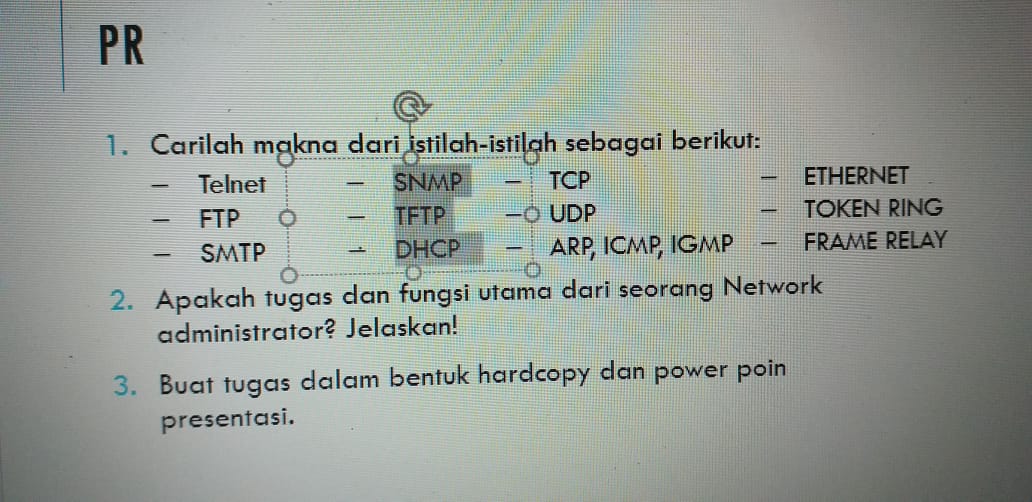 PR
1. Carilah makna dari istilah-istilah sebagai berikut:
– Telnet – SNMP – TCP – ETHERNET
– FTP – TFTP – UDP – TOKEN RING
– SMTP – DHCP – ARP, ICMP, IGMP – FRAME RELAY
2. Apakah tugas dan fungsi utama dari seorang Network
administrator? Jelaskan!
3. Buat tugas dalam bentuk hardcopy dan power poin
presentasi.